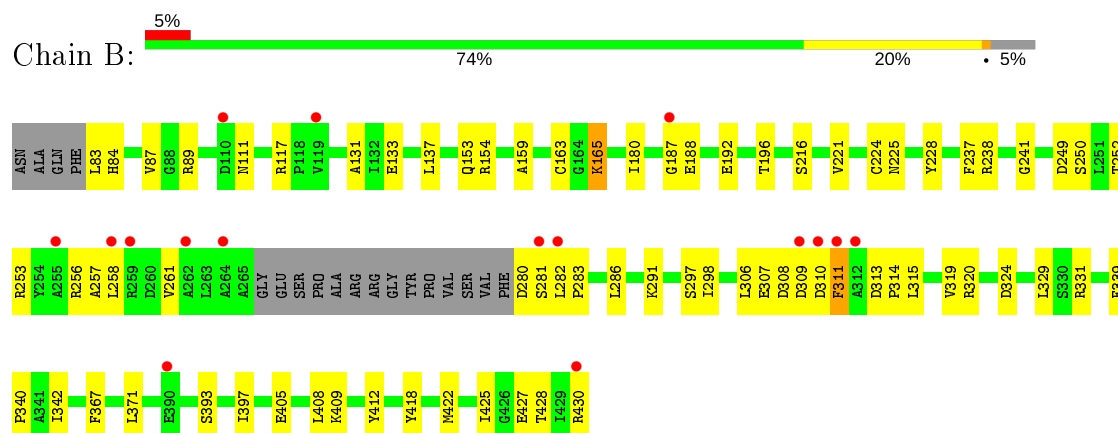 5%
Chain B:
74% 20% • 5%
ASN ALA GLN PHE L83 H84 V87 G88 R89 D110 N111 R117 P118 V119 A131 I132 E133 L137 Q153 R154 A159 C163 G164 K165 I180 G187 E188 E192 T196 S216 V221 C224 N225 Y228 F237 R238 G241 D249 S250 L251 T252
R253 Y254 A255 R256 A257 L258 R259 D260 V261 A262 L263 A264 A265 GLY GLU SER PRO ALA ARG ARG GLY TYR PRO VAL SER VAL PHE D280 S281 L282 P283 L286 K291 S297 I298 L306 E307 D308 D309 D310 F311 A312 D313 P314 L315 V319 R320 D324 L329 S330 R331
P340 A341 I342 F367 L371 E390 S393 I397 E405 L408 K409 Y412 Y418 M422 I425 G426 E427 T428 I429 R430